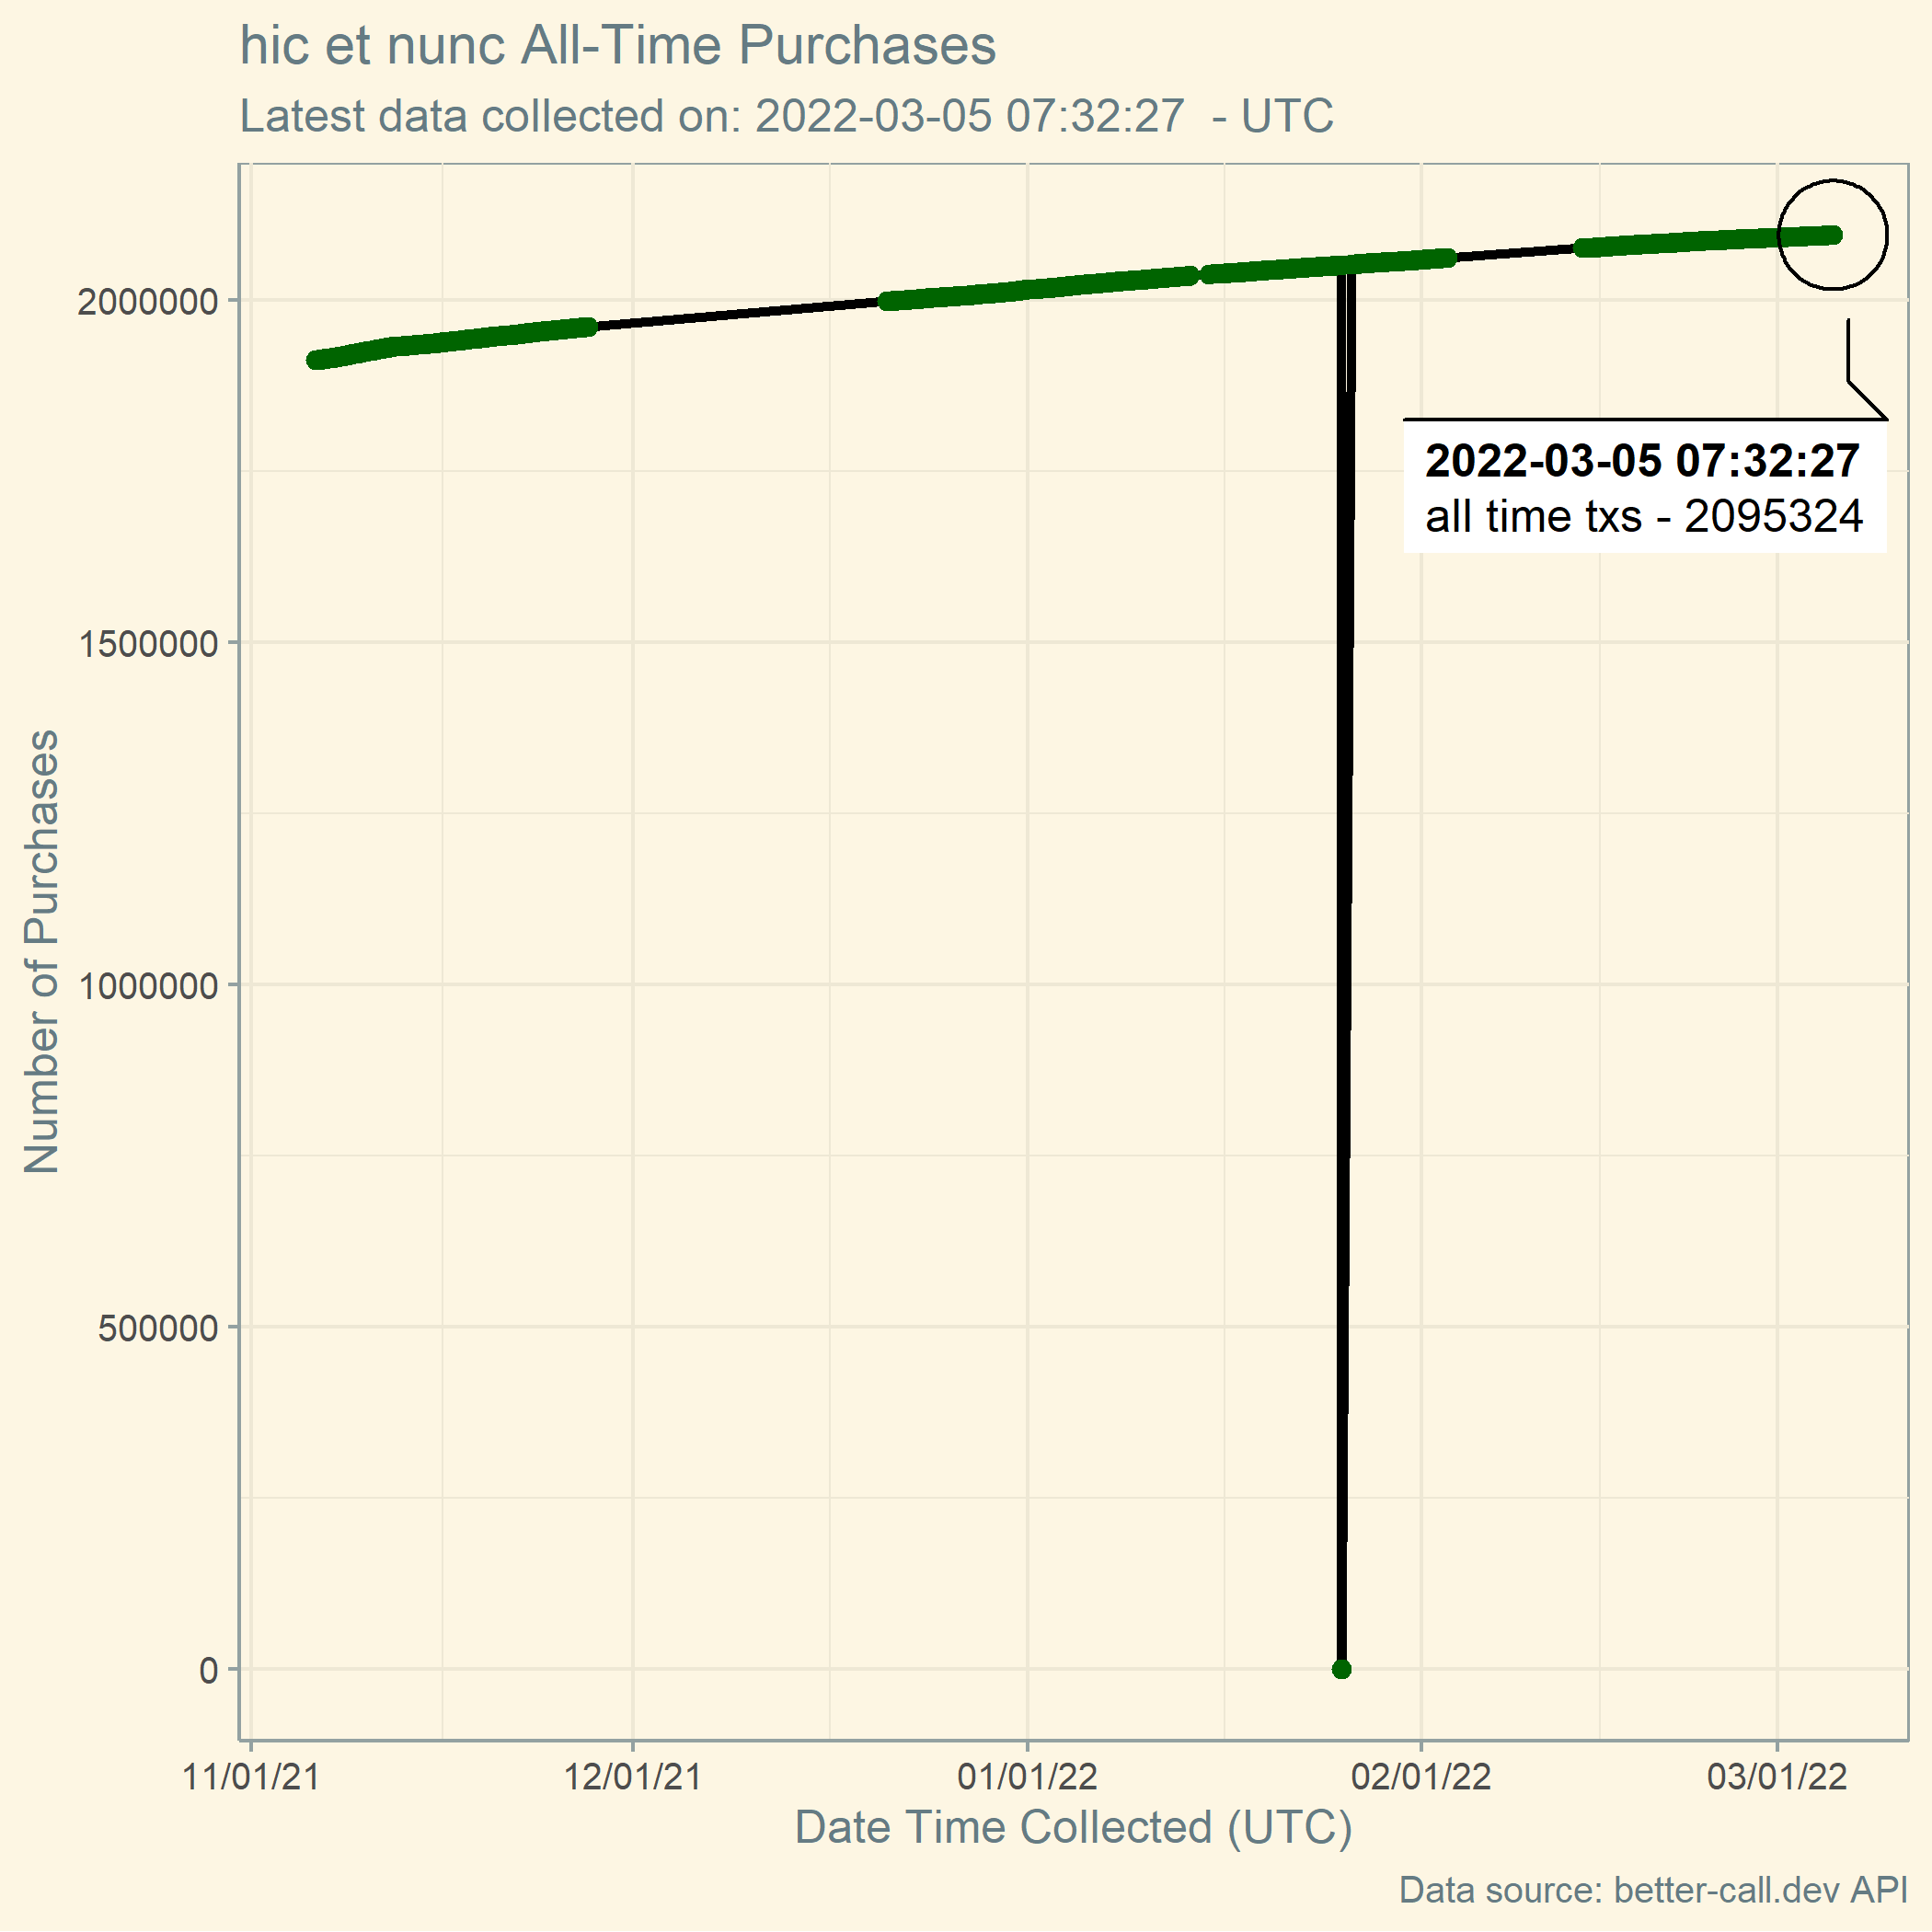 hic et nunc All-Time Purchases
Latest data collected on: 2022-03-05 07:32:27  - UTC
2000000
1500000
1000000
500000
0
Number of Purchases
2022-03-05 07:32:27
all time txs - 2095324
11/01/21 12/01/21 01/01/22 02/01/22 03/01/22
Date Time Collected (UTC)
Data source: better-call.dev API